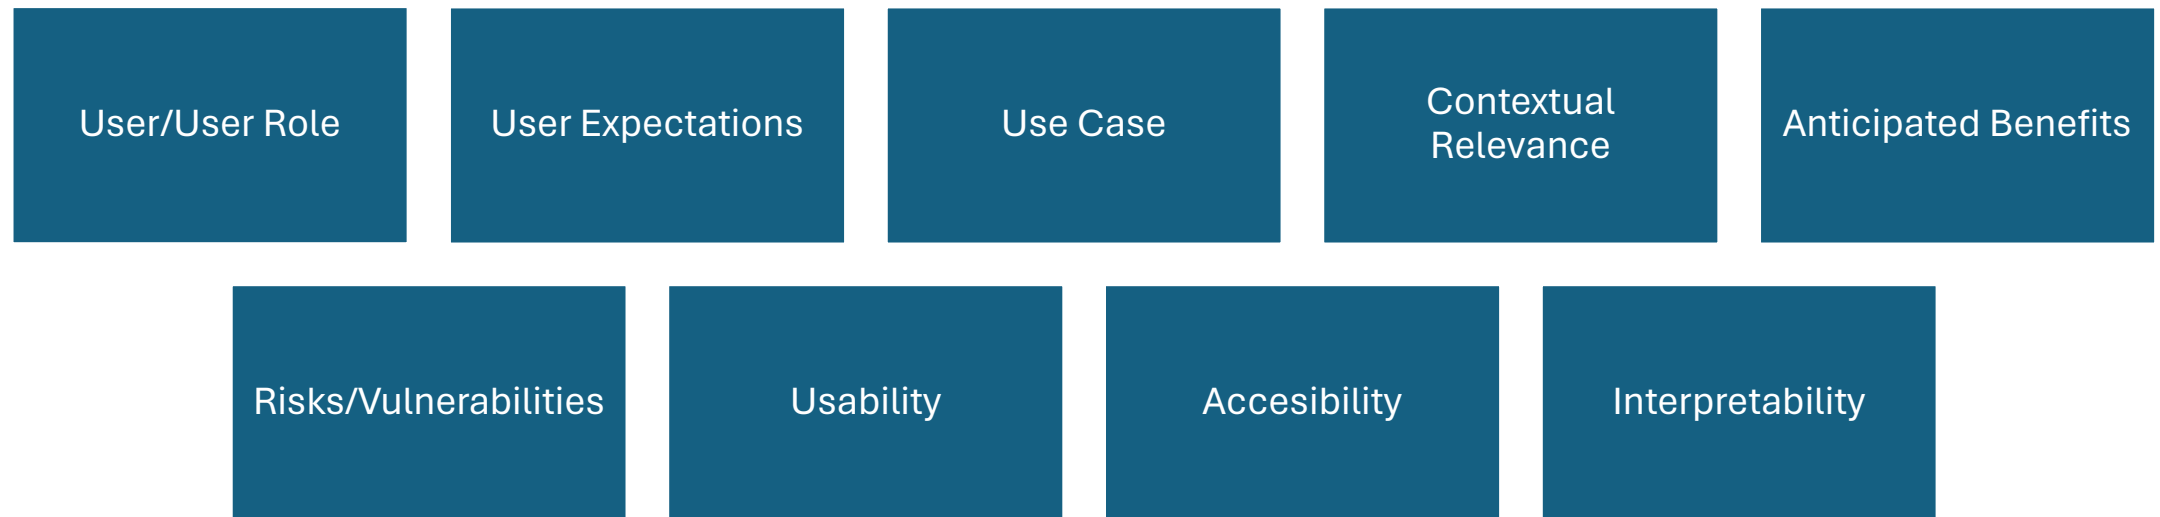 User/User Role
User Expectations
Use Case
Contextual
Relevance
Anticipated Benefits
Risks/Vulnerabilities
Usability
Accesibility
Interpretability